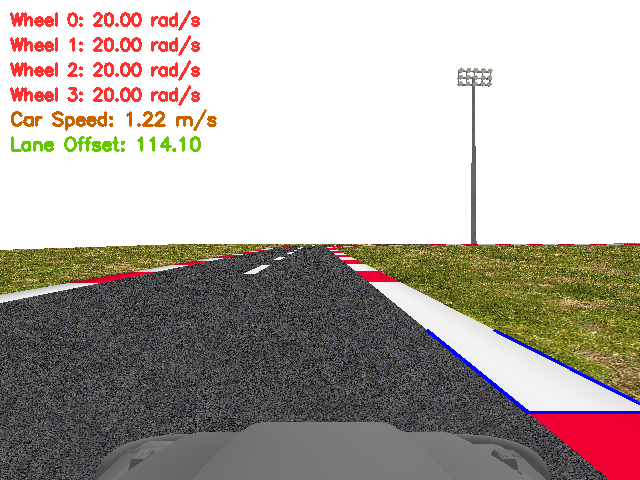 Wheel 0: 20.00 rad/s
Wheel 1: 20.00 rad/s
Wheel 2: 20.00 rad/s
Wheel 3: 20.00 rad/s
Car Speed: 1.22 m/s
Lane Offset: 114.10